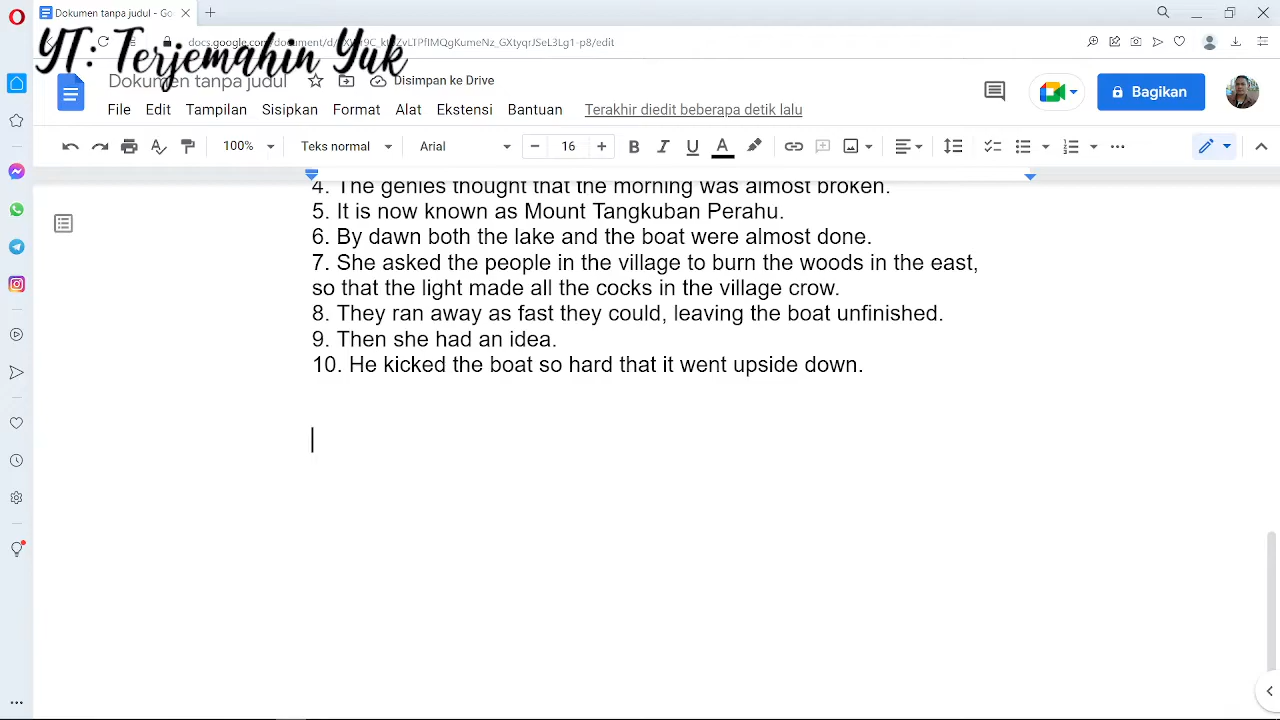 Dokumen tanpa judul - Go
YT: Terjemahin Yuk
Dokumen tanpa judul
Disimpan ke Drive
File Edit Tampilan Sisipkan Format Alat Ekstensi Bantuan Terakhir diedit beberapa detik lalu
Bagikan
100% Teks normal Arial 16 B I U A
4. The genies thought that the morning was almost broken.
5. It is now known as Mount Tangkuban Perahu.
6. By dawn both the lake and the boat were almost done.
7. She asked the people in the village to burn the woods in the east,
so that the light made all the cocks in the village crow.
8. They ran away as fast they could, leaving the boat unfinished.
9. Then she had an idea.
10. He kicked the boat so hard that it went upside down.